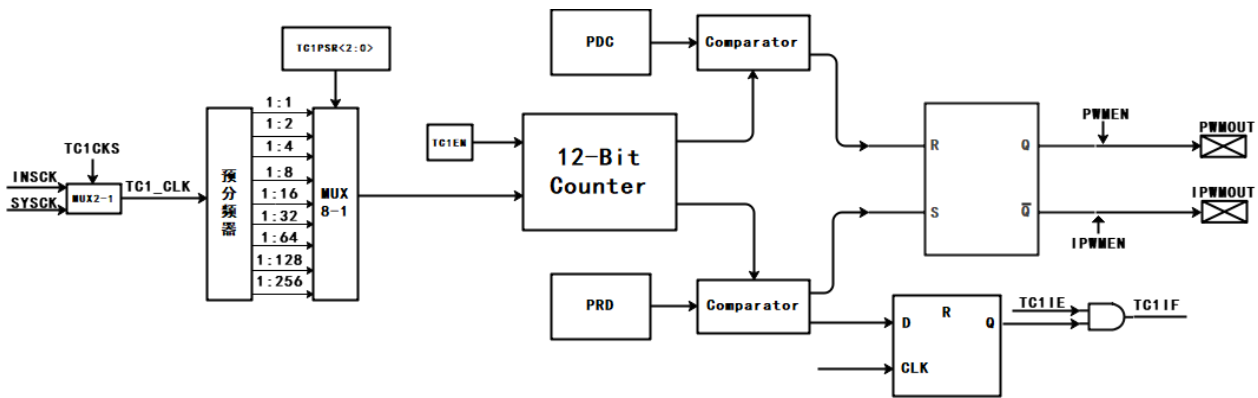 PDC
Comparator
TC1PSR<2:0>
1:1
1:2
1:4
1:8
1:16
1:32
1:64
1:128
1:256
TC1CKS
INSCK
SYSCK
MUX2-1
TC1_CLK
预
分
频
器
MUX
8-1
TC1EN
12-Bit
Counter
R
Q
S
Q̅
PWMEN
PWMOUT
IPWMOUT
IPWMEN
PRD
Comparator
D
R
Q
CLK
TC1IE
TC1IF